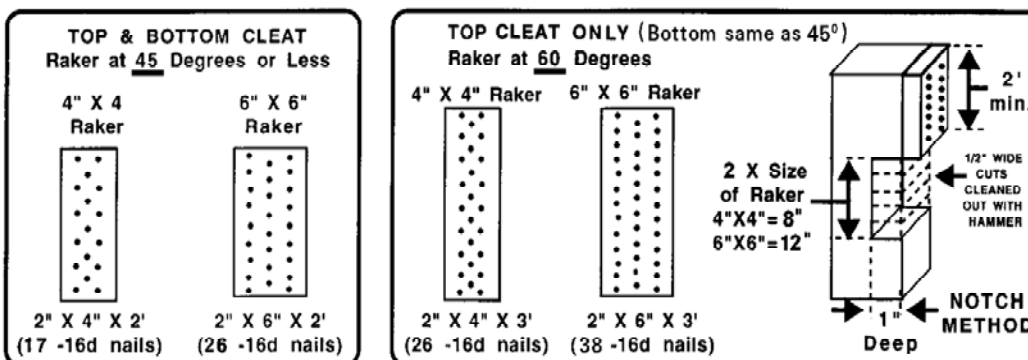 TOP & BOTTOM CLEAT
Raker at 45 Degrees or Less
4" X 4
Raker
6" X 6"
Raker
2" X 4" X 2'
(17 -16d nails)
2" X 6" X 2'
(26 -16d nails)
TOP CLEAT ONLY (Bottom same as 45⁰)
Raker at 60 Degrees
4" X 4" Raker
6" X 6" Raker
2" X 4" X 3'
(26 -16d nails)
2" X 6" X 3'
(38 -16d nails)
2 X Size
of Raker
4"X4"= 8"
6"X6"= 12"
2'
min.
1/2" WIDE
CUTS
CLEANED
OUT WITH
HAMMER
1"
Deep
NOTCH
METHOD